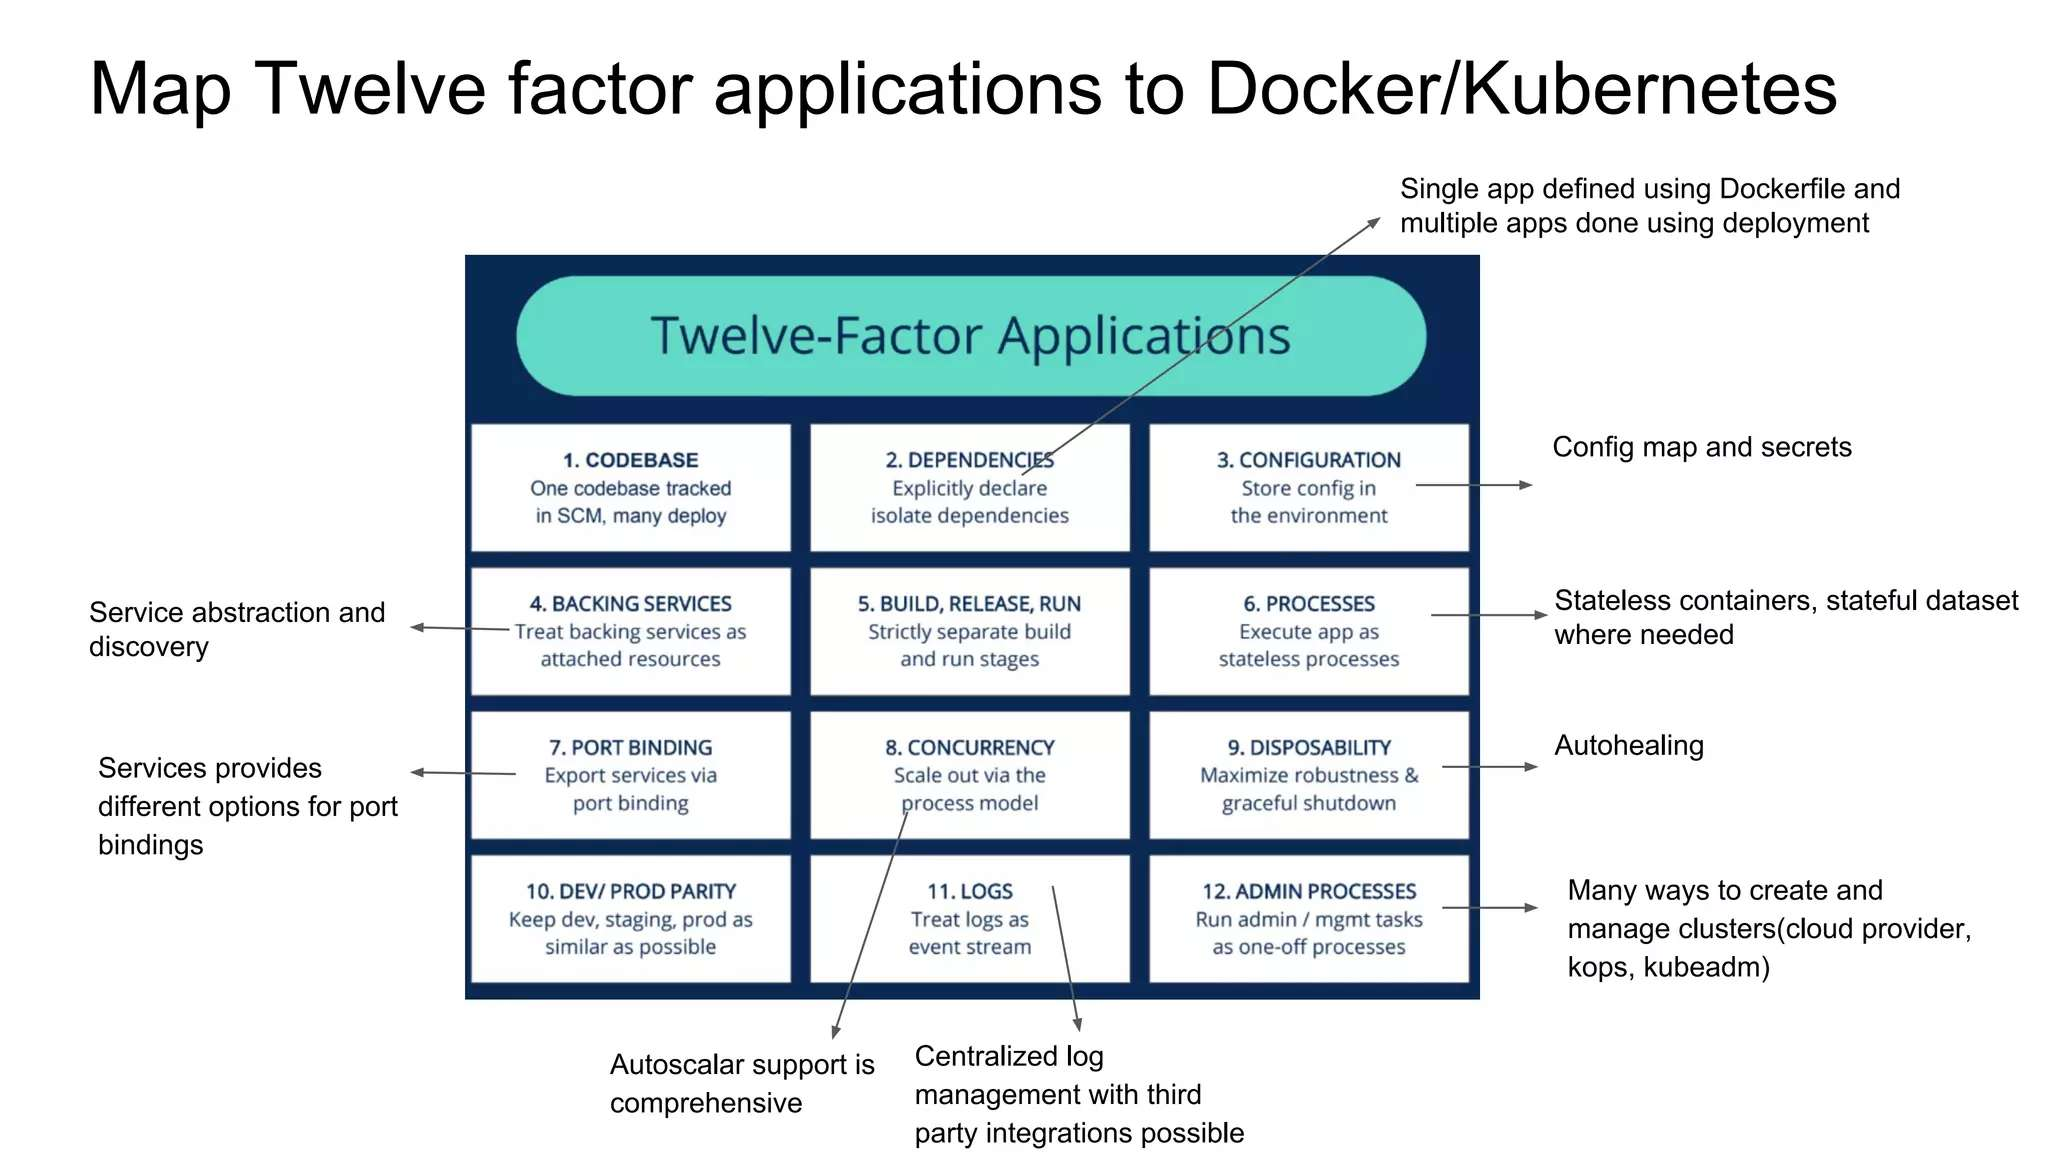 Map Twelve factor applications to Docker/Kubernetes
Single app defined using Dockerfile and
multiple apps done using deployment
Twelve-Factor Applications
1. CODEBASE
One codebase tracked
in SCM, many deploy
2. DEPENDENCIES
Explicitly declare
isolate dependencies
3. CONFIGURATION
Store config in
the environment
Config map and secrets
Service abstraction and
discovery
4. BACKING SERVICES
Treat backing services as
attached resources
5. BUILD, RELEASE, RUN
Strictly separate build
and run stages
6. PROCESSES
Execute app as
stateless processes
Stateless containers, stateful dataset
where needed
Services provides
different options for port
bindings
7. PORT BINDING
Export services via
port binding
8. CONCURRENCY
Scale out via the
process model
9. DISPOSABILITY
Maximize robustness &
graceful shutdown
Autohealing
10. DEV/ PROD PARITY
Keep dev, staging, prod as
similar as possible
11. LOGS
Treat logs as
event stream
12. ADMIN PROCESSES
Run admin / mgmt tasks
as one-off processes
Many ways to create and
manage clusters(cloud provider,
kops, kubeadm)
Autoscalar support is
comprehensive
Centralized log
management with third
party integrations possible